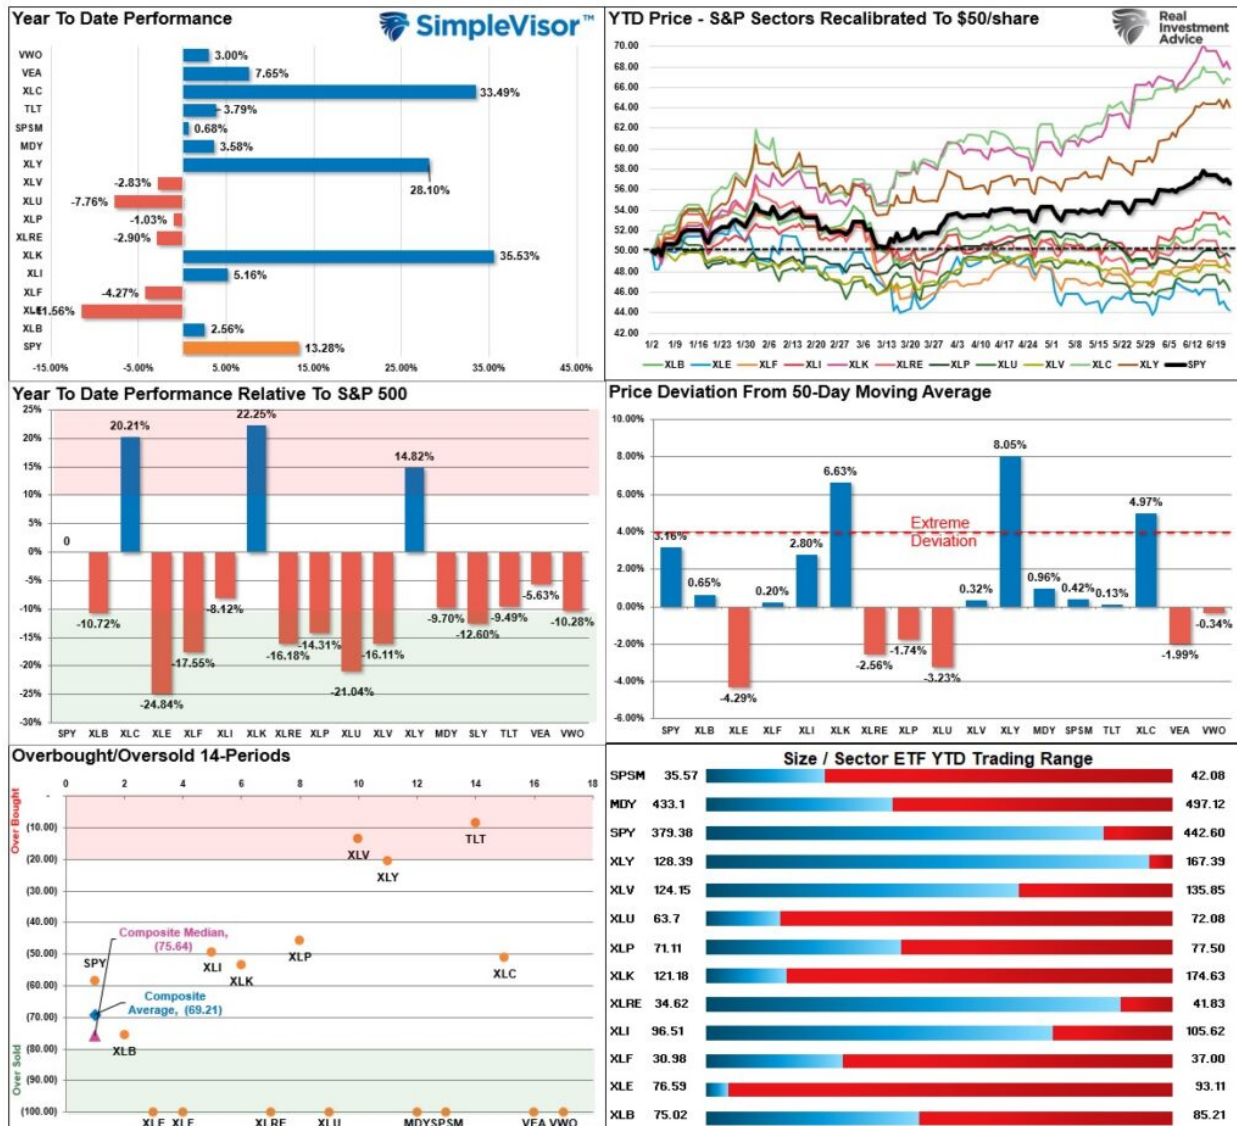 Year To Date Performance
SimpleVisor™
VWO 3.00%
VEA 7.65%
XLC 33.49%
TLT 3.79%
SPSM 0.68%
MDY 3.58%
XLY 28.10%
XLV -2.83%
XLU -7.76%
XLP -1.03%
XLRE -2.90%
XLK 35.53%
XLI 5.16%
XLF -4.27%
XLE -11.56%
XLB 2.56%
SPY 13.28%
-15.00% 5.00% 15.00% 25.00% 35.00% 45.00%
YTD Price - S&P Sectors Recalibrated To $50/share
Real
Investment
Advice
70.00
68.00
66.00
64.00
62.00
60.00
58.00
56.00
54.00
52.00
50.00
48.00
46.00
44.00
42.00
1/2 1/9 1/16 1/23 1/30 2/6 2/13 2/20 2/27 3/6 3/13 3/20 3/27 4/3 4/10 4/17 4/24 5/1 5/8 5/15 5/22 5/29 6/5 6/12 6/19
XLB XLE XLF XLI XLK XLRE XLP XLU XLV XLC XLY SPY
Year To Date Performance Relative To S&P 500
25%
20%
15%
10%
5%
0%
-5%
-10%
-15%
-20%
-25%
-30%
0 -10.72% 20.21% -24.84% -17.55% -8.12% 22.25% -16.18% -14.31% -21.04% -16.11% 14.82% -9.70% -12.60% -9.49% -5.63% -10.28%
SPY XLB XLC XLE XLF XLI XLK XLRE XLP XLU XLV XLY MDY SLY TLT VEA VWO
Price Deviation From 50-Day Moving Average
10.00%
8.00%
6.00%
4.00%
2.00%
0.00%
-2.00%
-4.00%
-6.00%
Extreme
Deviation
3.16% 0.65% -4.29% 0.20% 2.80% 6.63% -2.56% -1.74% -3.23% 0.32% 8.05% 0.96% 0.42% 0.13% 4.97% -1.99% -0.34%
SPY XLB XLE XLF XLI XLK XLRE XLP XLU XLV XLY MDY SPSM TLT XLC VEA VWO
Overbought/Oversold 14-Periods
0 2 4 6 8 10 12 14 16 18
Over Bought
Over Sold
-
(10.00)
(20.00)
(30.00)
(40.00)
(50.00)
(60.00)
(70.00)
(80.00)
(90.00)
(100.00)
TLT
XLV
XLY
Composite Median,
(75.64)
XLP
SPY
XLI
XLK
XLC
Composite
Average, (69.21)
XLB
XLE XLF XLRE XLU MDY SPSM VEA VWO
Size / Sector ETF YTD Trading Range
SPSM 35.57 42.08
MDY 433.1 497.12
SPY 379.38 442.60
XLY 128.39 167.39
XLV 124.15 135.85
XLU 63.7 72.08
XLP 71.11 77.50
XLK 121.18 174.63
XLRE 34.62 41.83
XLI 96.51 105.62
XLF 30.98 37.00
XLE 76.59 93.11
XLB 75.02 85.21